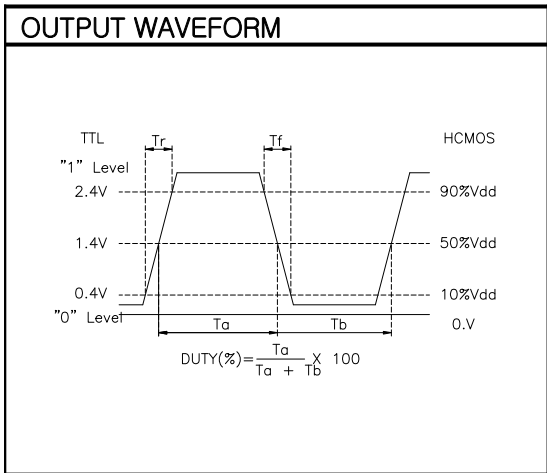 OUTPUT WAVEFORM
TTL Tr Tf HCMOS
"1" Level
2.4V 90%Vdd
1.4V 50%Vdd
0.4V 10%Vdd
"0" Level Ta Tb 0.V
DUTY(%)=Ta/Ta + Tb X 100